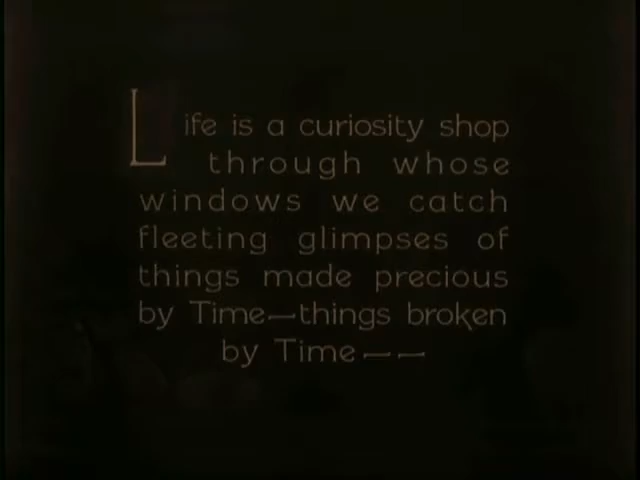 Life is a curiosity shop
through whose
windows we catch
fleeting glimpses of
things made precious
by Time—things broken
by Time——